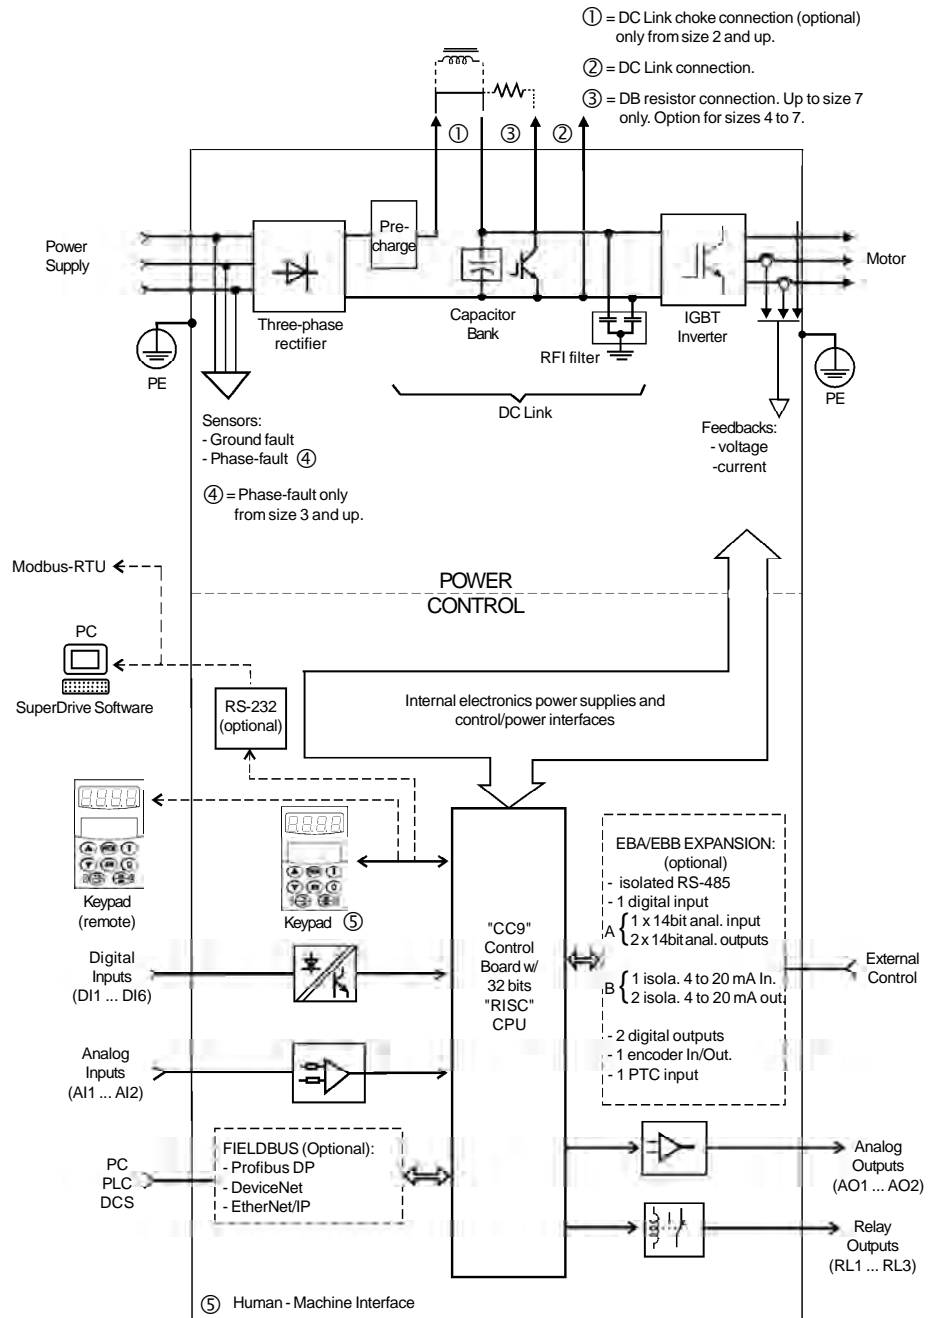 ① = DC Link choke connection (optional)
only from size 2 and up.
② = DC Link connection.
③ = DB resistor connection. Up to size 7
only. Option for sizes 4 to 7.
① ③ ②
Power
Supply
Pre-
charge
Motor
Three-phase
rectifier
Capacitor
Bank
RFI filter
IGBT
Inverter
PE
PE
DC Link
Sensors:
- Ground fault
- Phase-fault ④
④ = Phase-fault only
from size 3 and up.
Feedbacks:
- voltage
-current
Modbus-RTU
POWER
CONTROL
PC
SuperDrive Software
RS-232
(optional)
Internal electronics power supplies and
control/power interfaces
Keypad
(remote)
Keypad ⑤
"CC9"
Control
Board w/
32 bits
"RISC"
CPU
EBA/EBB EXPANSION:
(optional)
- isolated RS-485
- 1 digital input
A { 1 x 14bit anal. input
2 x 14bit anal. outputs
B { 1 isola. 4 to 20 mA In.
2 isola. 4 to 20 mA out.
- 2 digital outputs
- 1 encoder In/Out.
- 1 PTC input
External
Control
Digital
Inputs
(DI1 ... DI6)
Analog
Inputs
(AI1 ... AI2)
PC
PLC
DCS
FIELDBUS (Optional):
- Profibus DP
- DeviceNet
- EtherNet/IP
Analog
Outputs
(AO1 ... AO2)
Relay
Outputs
(RL1 ... RL3)
⑤ Human - Machine Interface